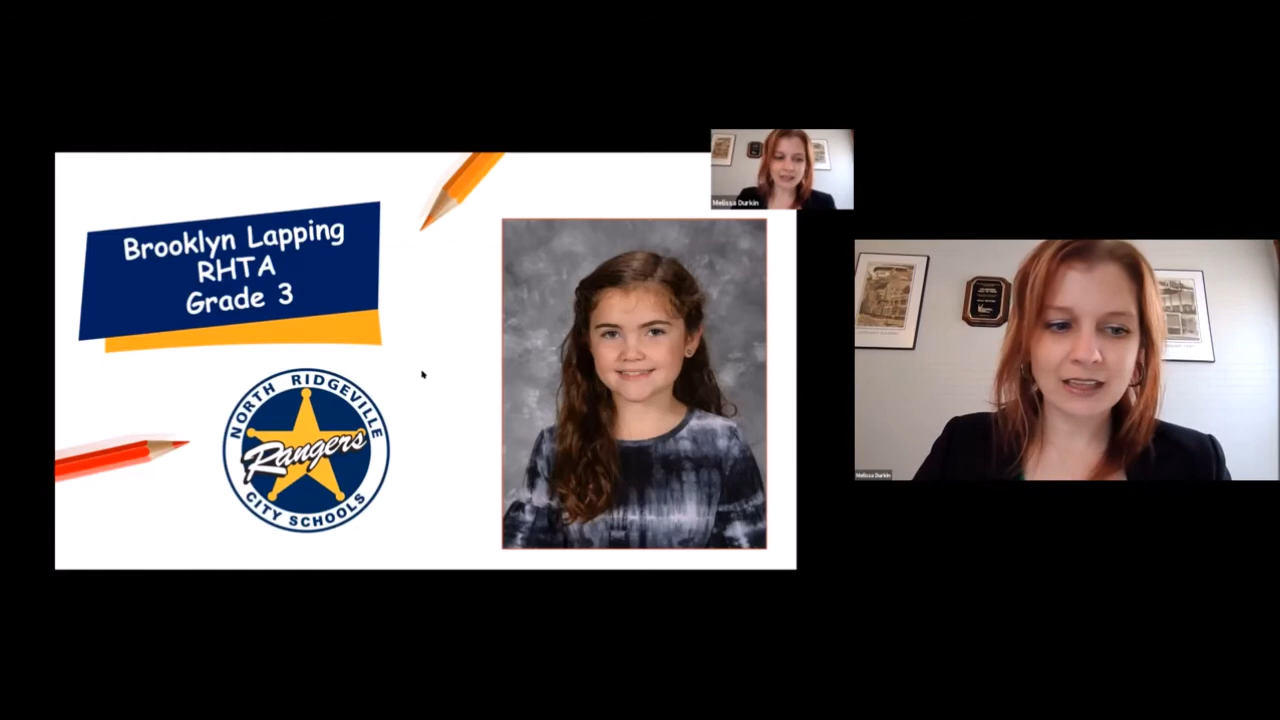 Brooklyn Lapping
RHTA
Grade 3
NORTH RIDGEVILLE
Rangers
CITY SCHOOLS
Melissa Durkin
Melissa Durkin